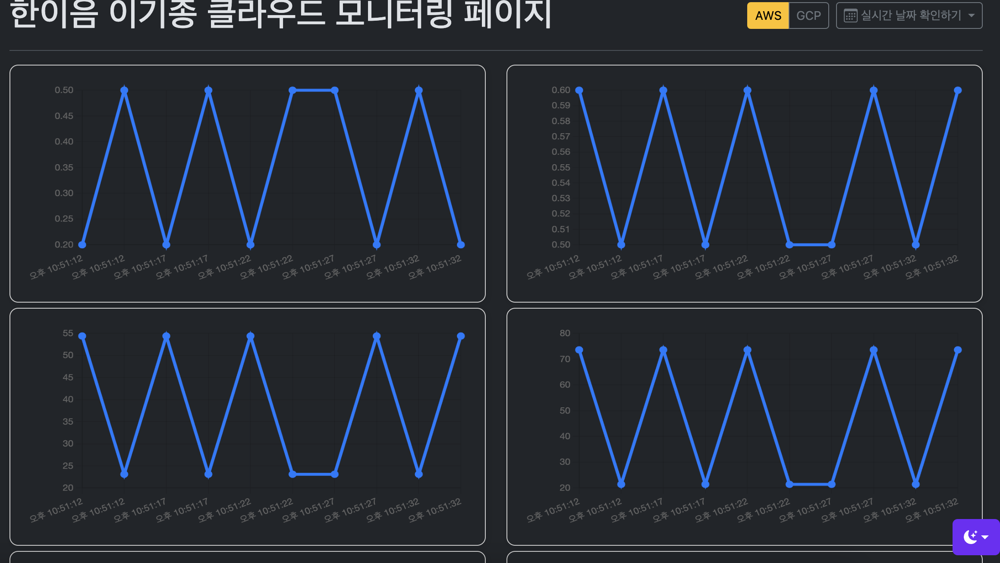 한이음 이기종 클라우드 모니터링 페이지
AWS
GCP
실시간 날짜 확인하기
0.50
0.45
0.40
0.35
0.30
0.25
0.20
오후 10:51:12
오후 10:51:12
오후 10:51:17
오후 10:51:17
오후 10:51:22
오후 10:51:22
오후 10:51:27
오후 10:51:27
오후 10:51:32
오후 10:51:32
0.60
0.59
0.58
0.57
0.56
0.55
0.54
0.53
0.52
0.51
0.50
오후 10:51:12
오후 10:51:12
오후 10:51:17
오후 10:51:17
오후 10:51:22
오후 10:51:22
오후 10:51:27
오후 10:51:27
오후 10:51:32
오후 10:51:32
55
50
45
40
35
30
25
20
오후 10:51:12
오후 10:51:12
오후 10:51:17
오후 10:51:17
오후 10:51:22
오후 10:51:22
오후 10:51:27
오후 10:51:27
오후 10:51:32
오후 10:51:32
80
70
60
50
40
30
20
오후 10:51:12
오후 10:51:12
오후 10:51:17
오후 10:51:17
오후 10:51:22
오후 10:51:22
오후 10:51:27
오후 10:51:27
오후 10:51:32
오후 10:51:32